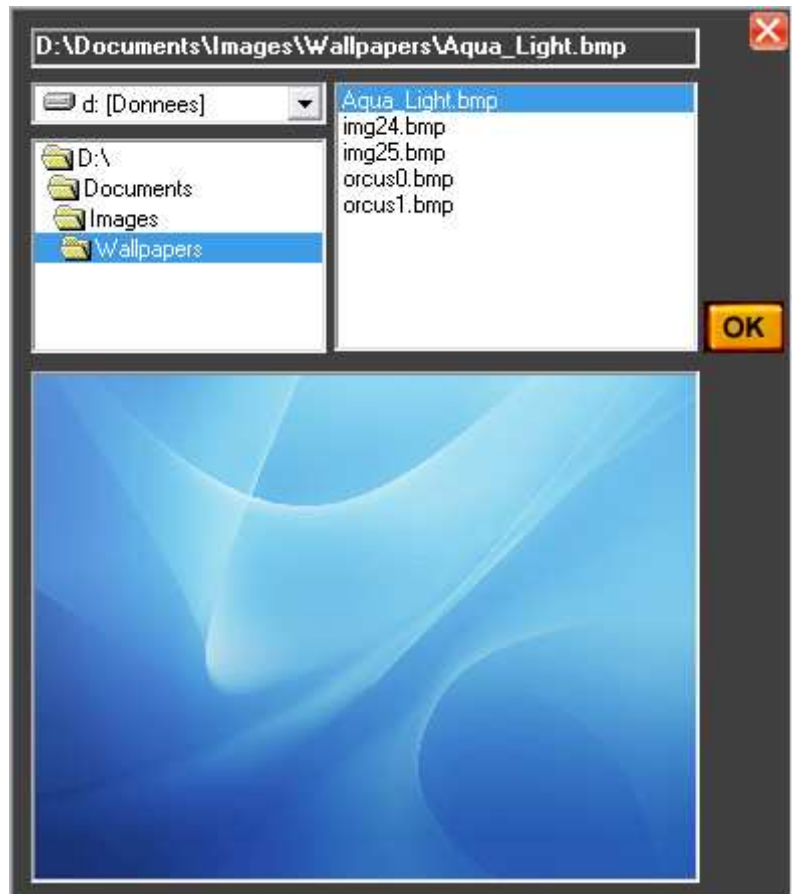 D:\Documents\Images\Wallpapers\Aqua_Light.bmp
d: [Donnees]
D:\
Documents
Images
Wallpapers
Aqua_Light.bmp
img24.bmp
img25.bmp
orcus0.bmp
orcus1.bmp
OK